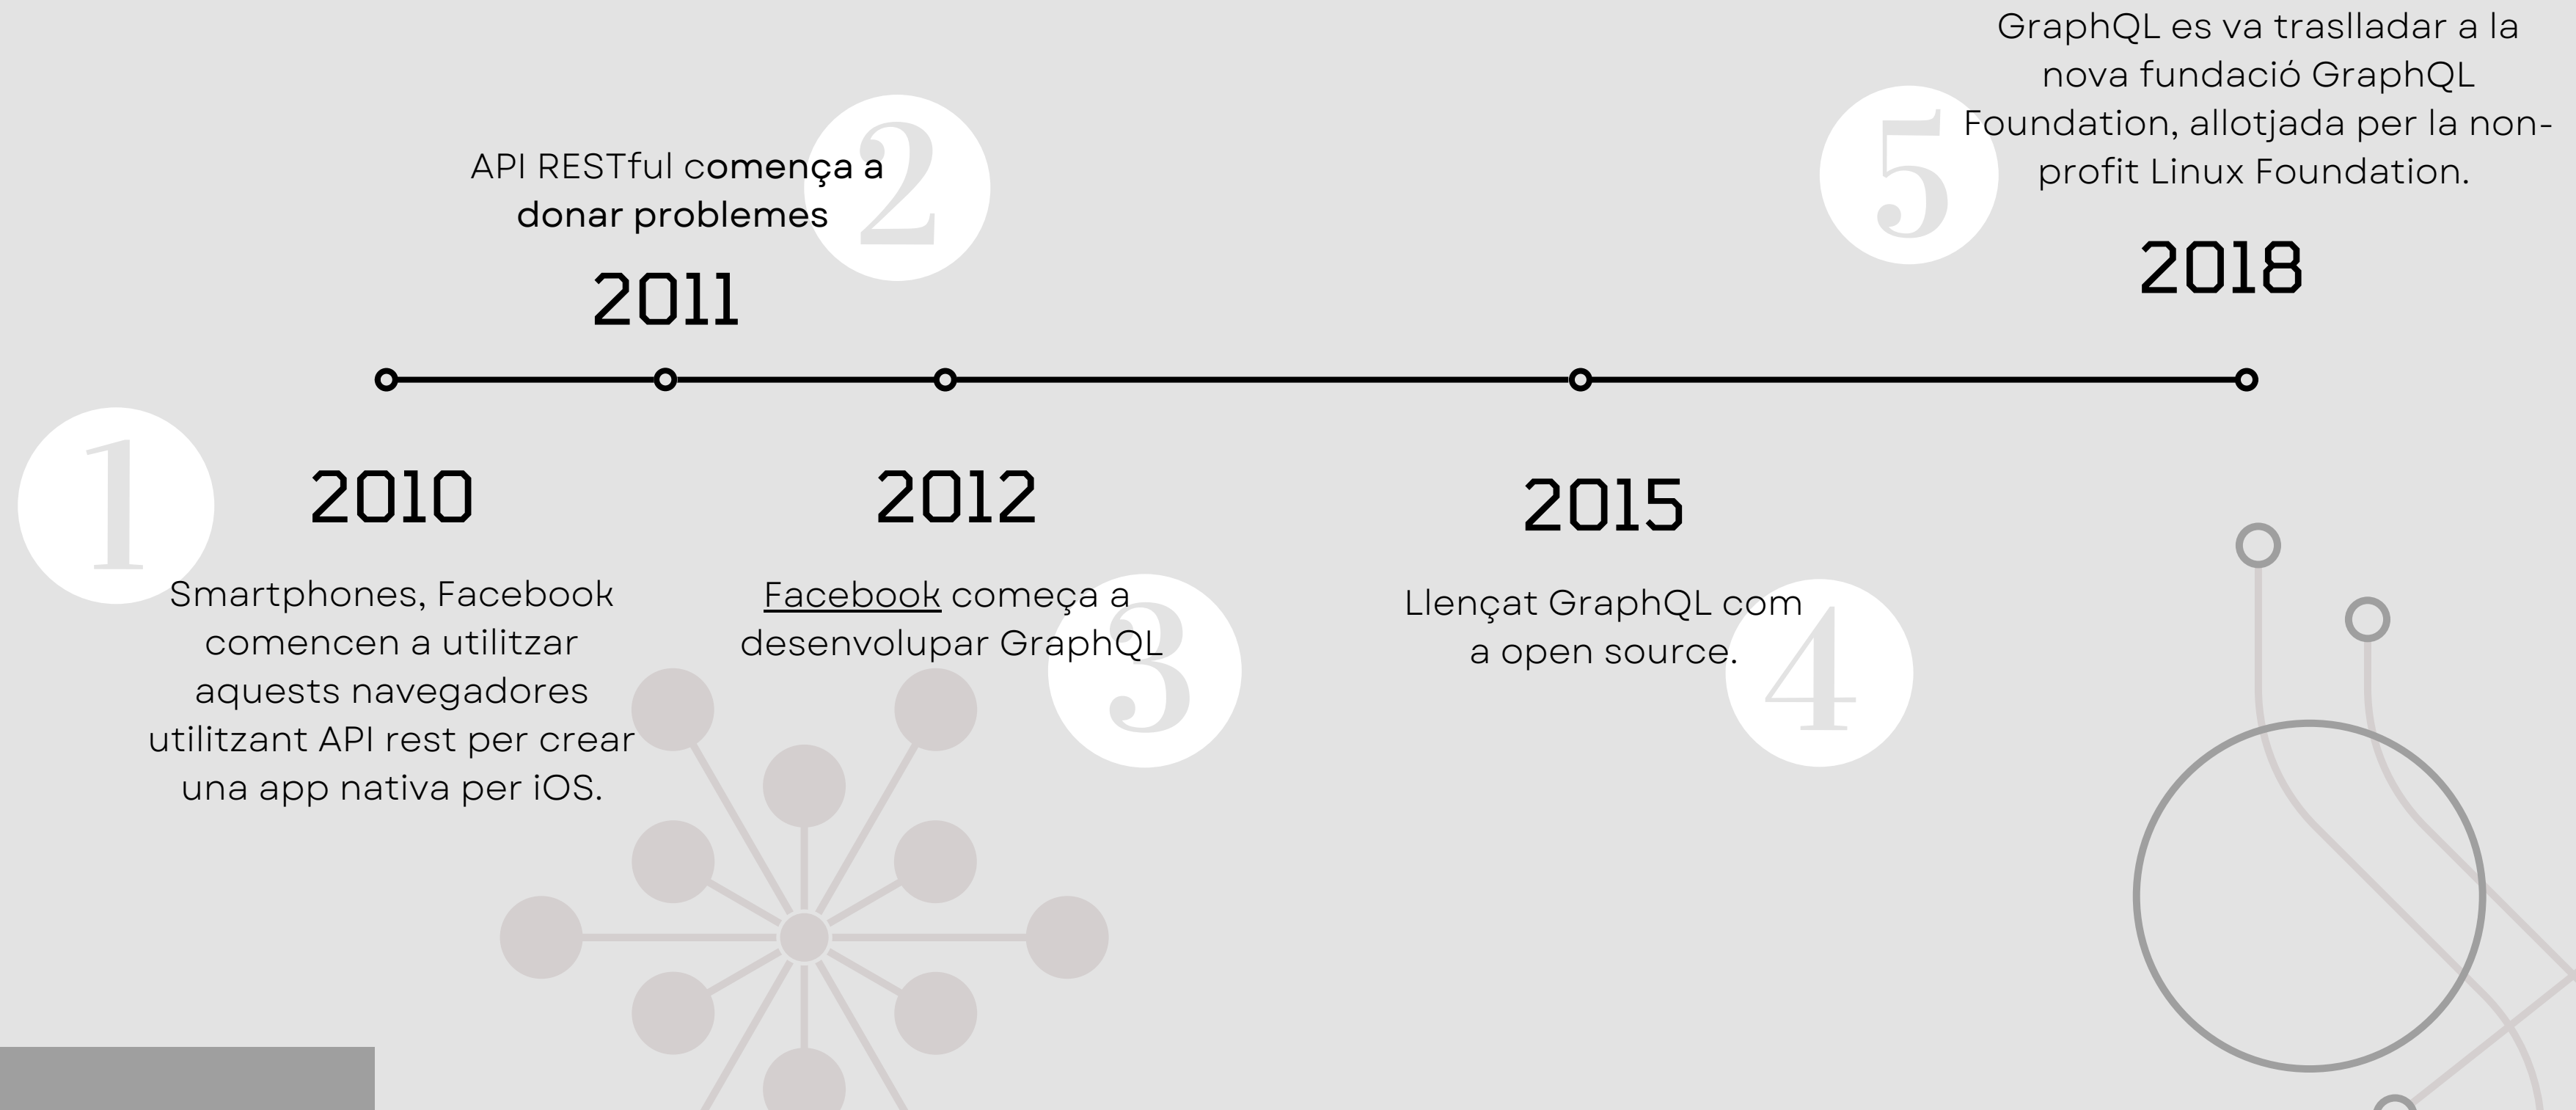 1
2010
Smartphones, Facebook
comencen a utilitzar
aquests navegadores
utilitzant API rest per crear
una app nativa per iOS.
2
API RESTful comença a
donar problemes
2011
3
2012
Facebook começa a
desenvolupar GraphQL
4
2015
Llençat GraphQL com
a open source.
5
GraphQL es va traslladar a la
nova fundació GraphQL
Foundation, allotjada per la non-
profit Linux Foundation.
2018